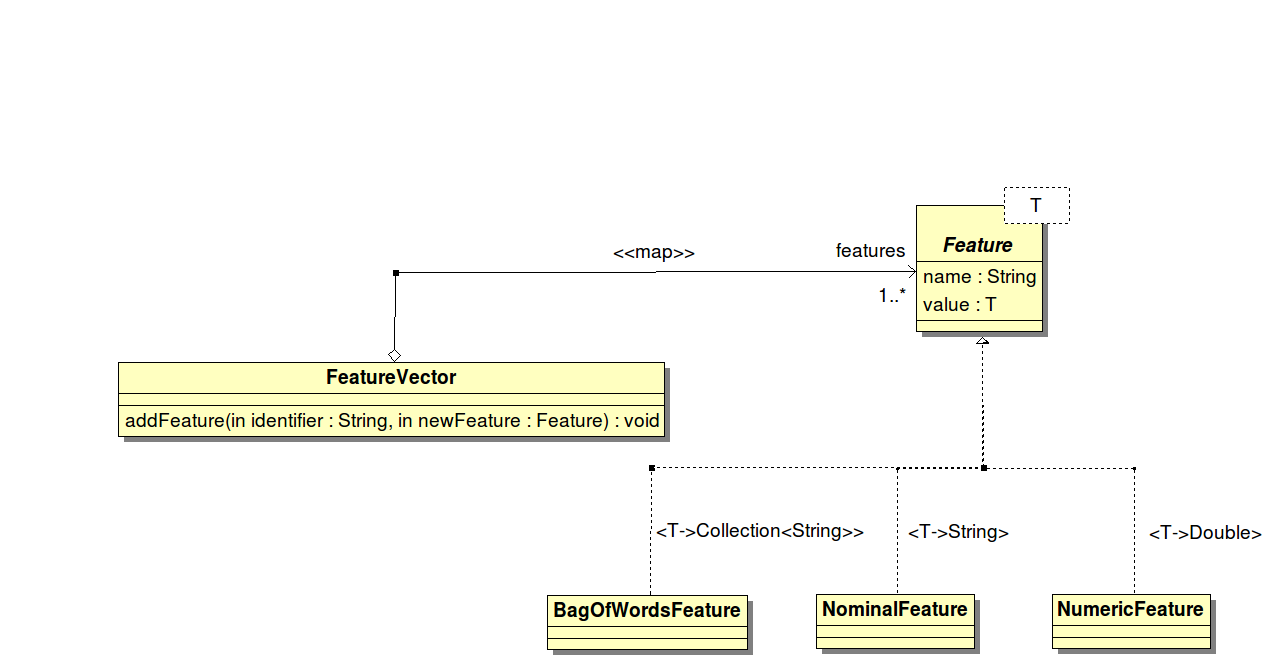 T
Feature
<<map>>
features
name : String
1..*
value : T
FeatureVector
addFeature(in identifier : String, in newFeature : Feature) : void
<T->Collection<String>>
<T->String>
<T->Double>
BagOfWordsFeature
NominalFeature
NumericFeature